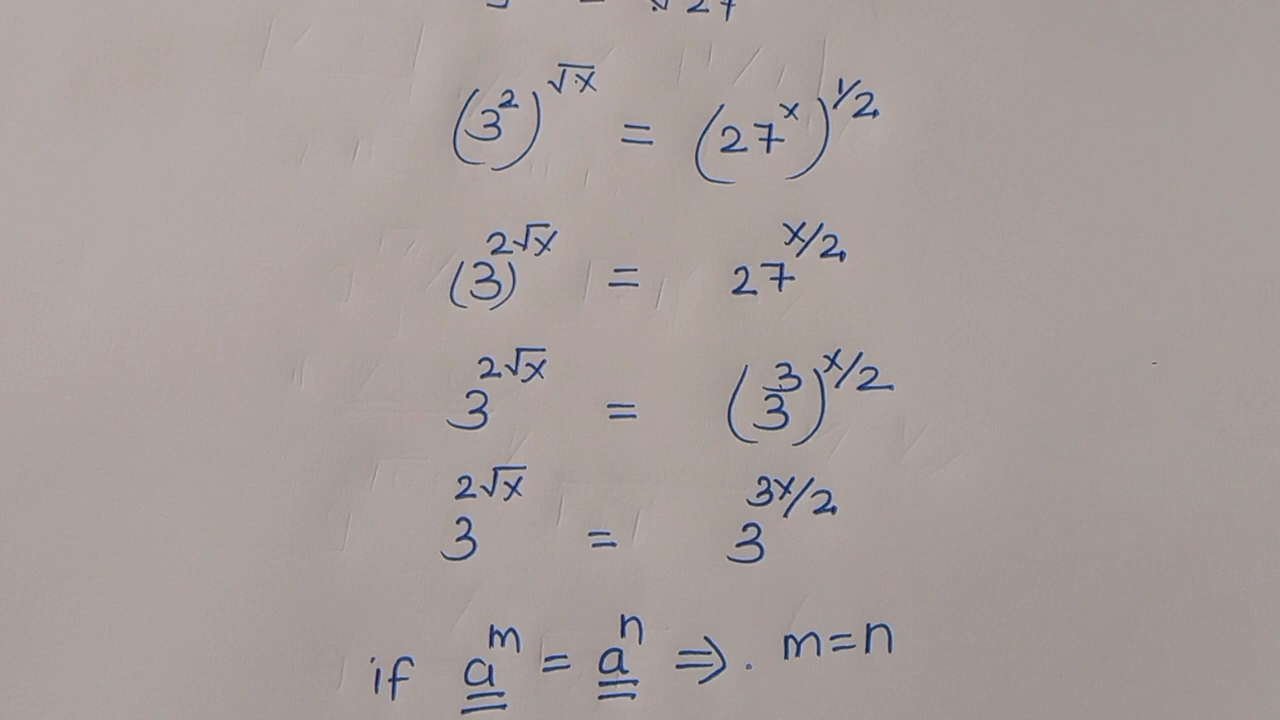 (3²)^√x = (27^x)^1/2
(3)^2√x = 27^x/2
3^2√x = (3³)^x/2
3^2√x = 3^3x/2
if a^m = a^n ⇒. m=n